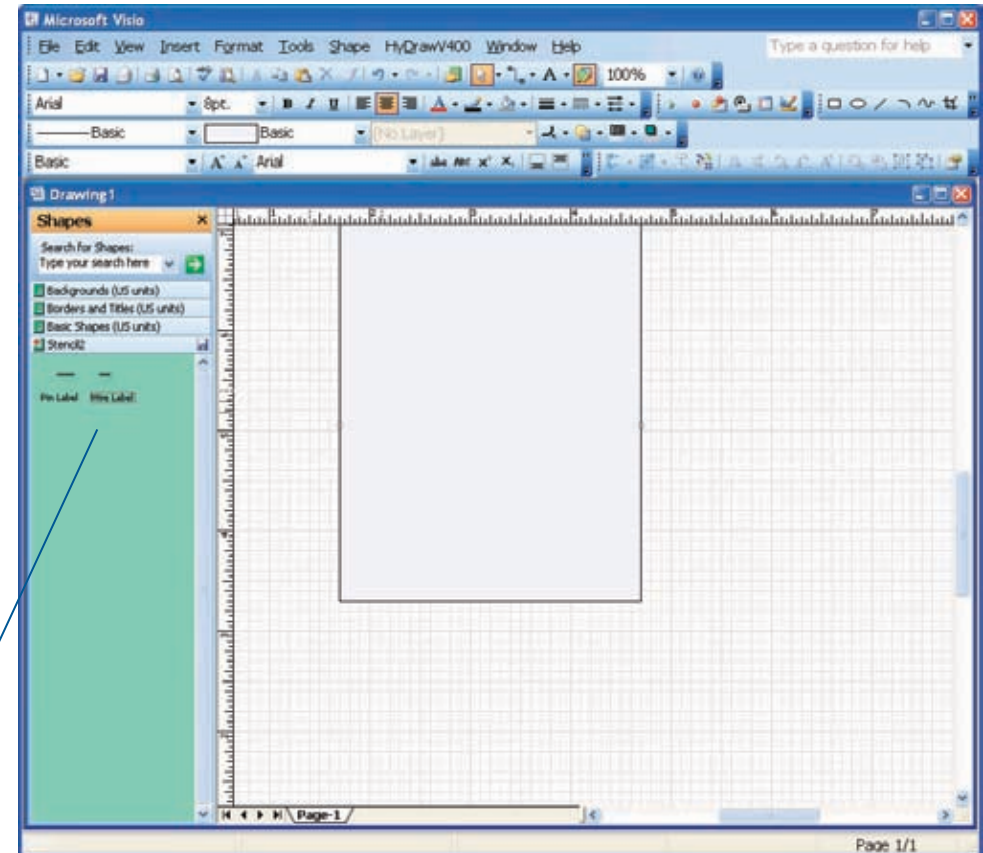 Microsoft Visio
File Edit View Insert Format Tools Shape HyDrawV400 Window Help Type a question for help
100%
Arial 8pt.
Basic Basic {No Layer}
Basic Arial
Drawing1
Shapes
Search for Shapes:
Type your search here
Backgrounds (US units)
Borders and Titles (US units)
Basic Shapes (US units)
Stencil2
Pin Label Wire Label
Page-1
Page 1/1